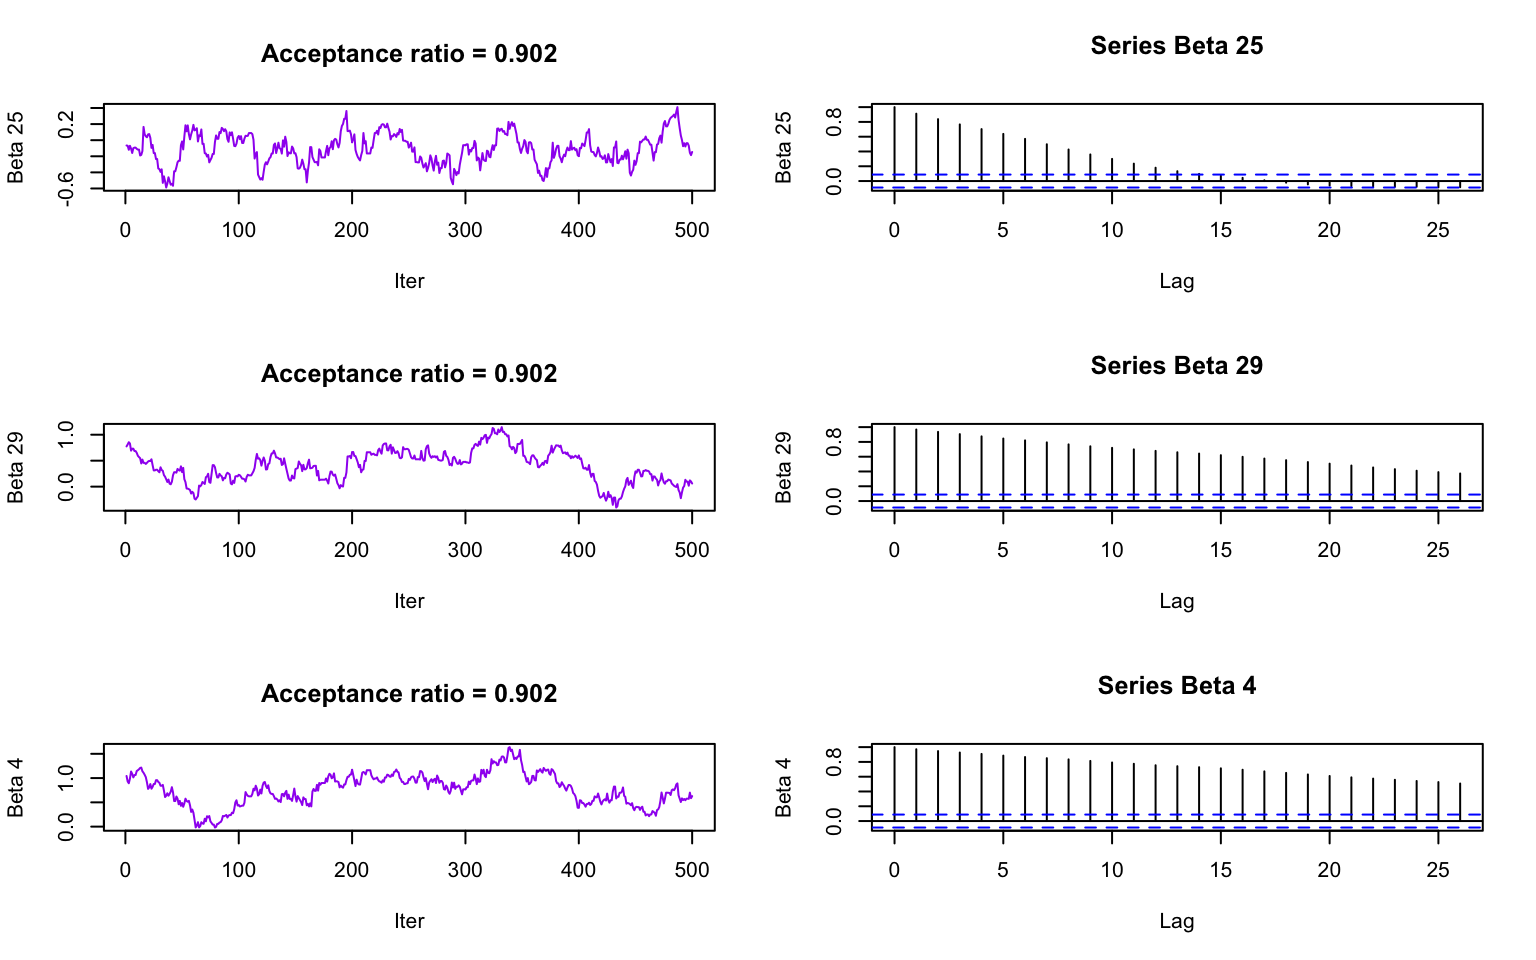 Acceptance ratio = 0.902
Beta 25
0.2
-0.6
0 100 200 300 400 500
Iter
Series Beta 25
Beta 25
0.8
0.0
0 5 10 15 20 25
Lag
Acceptance ratio = 0.902
Beta 29
1.0
0.0
0 100 200 300 400 500
Iter
Series Beta 29
Beta 29
0.8
0.0
0 5 10 15 20 25
Lag
Acceptance ratio = 0.902
Beta 4
1.0
0.0
0 100 200 300 400 500
Iter
Series Beta 4
Beta 4
0.8
0.0
0 5 10 15 20 25
Lag